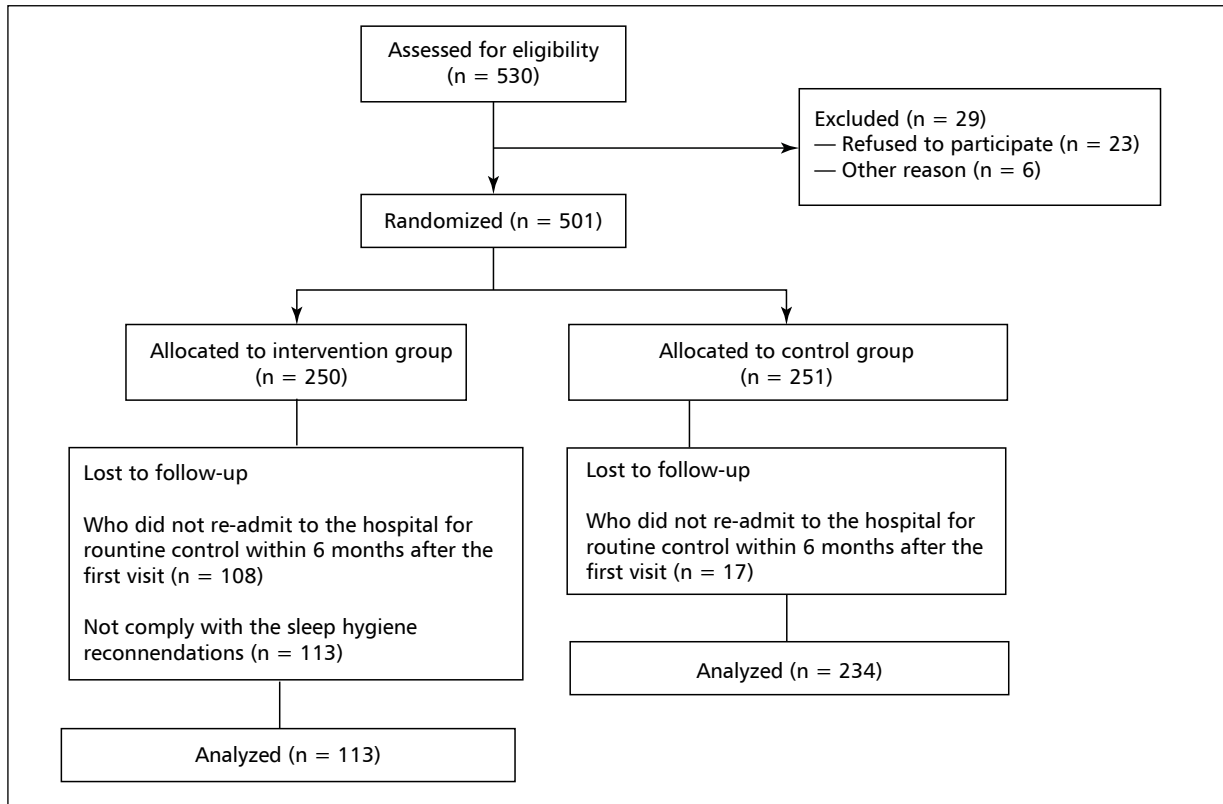 Assessed for eligibility
(n = 530)
Excluded (n = 29)
— Refused to participate (n = 23)
— Other reason (n = 6)
Randomized (n = 501)
Allocated to intervention group
(n = 250)
Allocated to control group
(n = 251)
Lost to follow-up
Who did not re-admit to the hospital for
rountine control within 6 months after the
first visit (n = 108)
Not comply with the sleep hygiene
reconnendations (n = 113)
Lost to follow-up
Who did not re-admit to the hospital for
routine control within 6 months after the
first visit (n = 17)
Analyzed (n = 234)
Analyzed (n = 113)